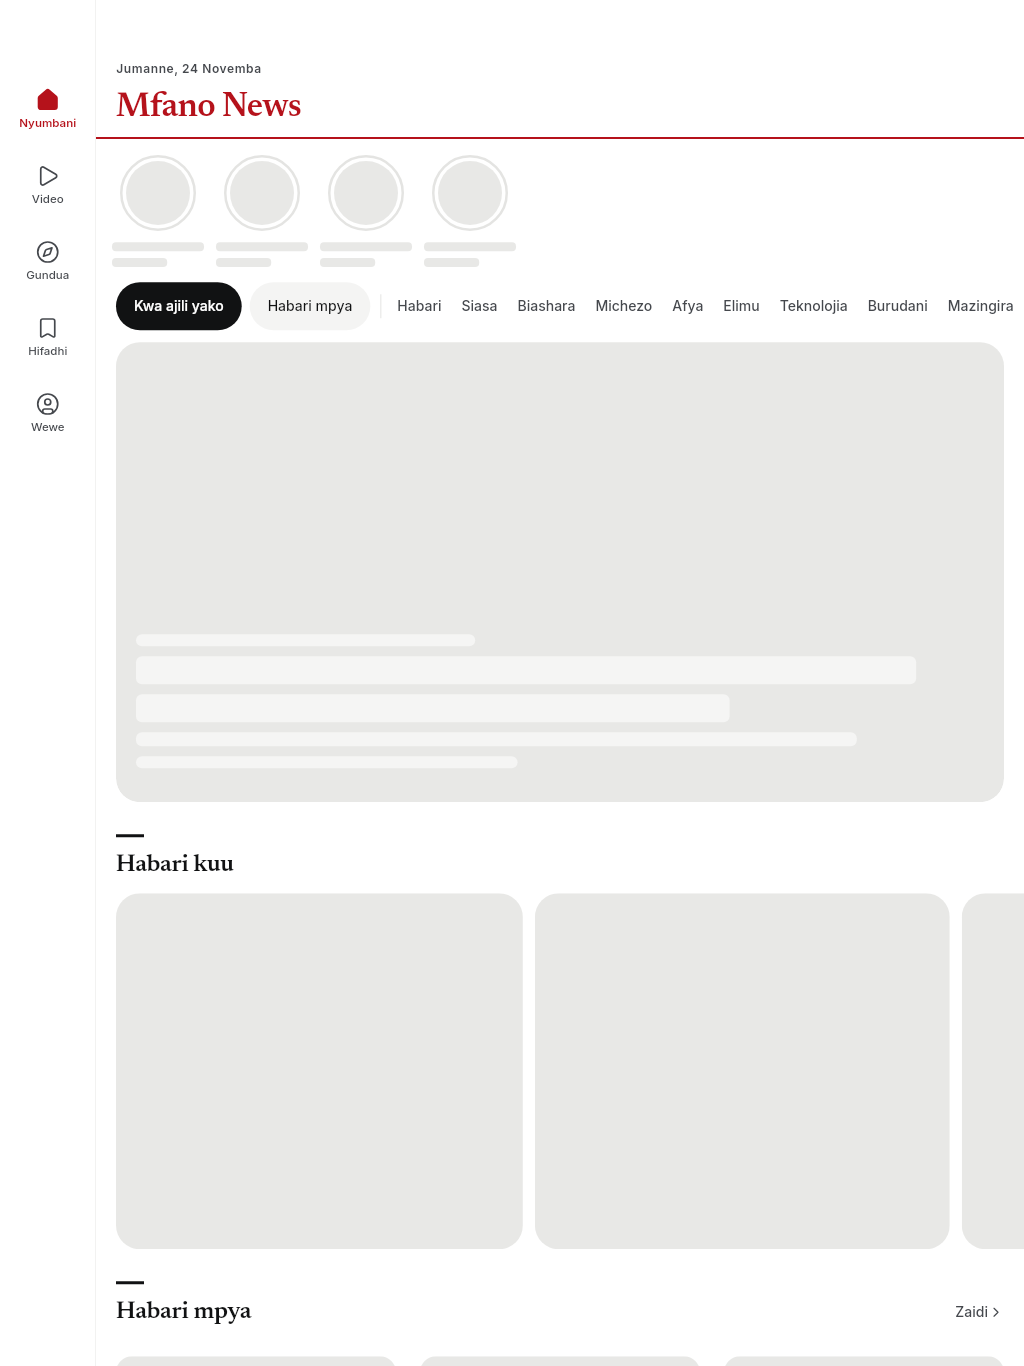 Jumanne, 24 Novemba
Mfano News
Nyumbani
Video
Gundua
Hifadhi
Wewe
Kwa ajili yako Habari mpya Habari Siasa Biashara Michezo Afya Elimu Teknolojia Burudani Mazingira
Habari kuu
Habari mpya
Zaidi